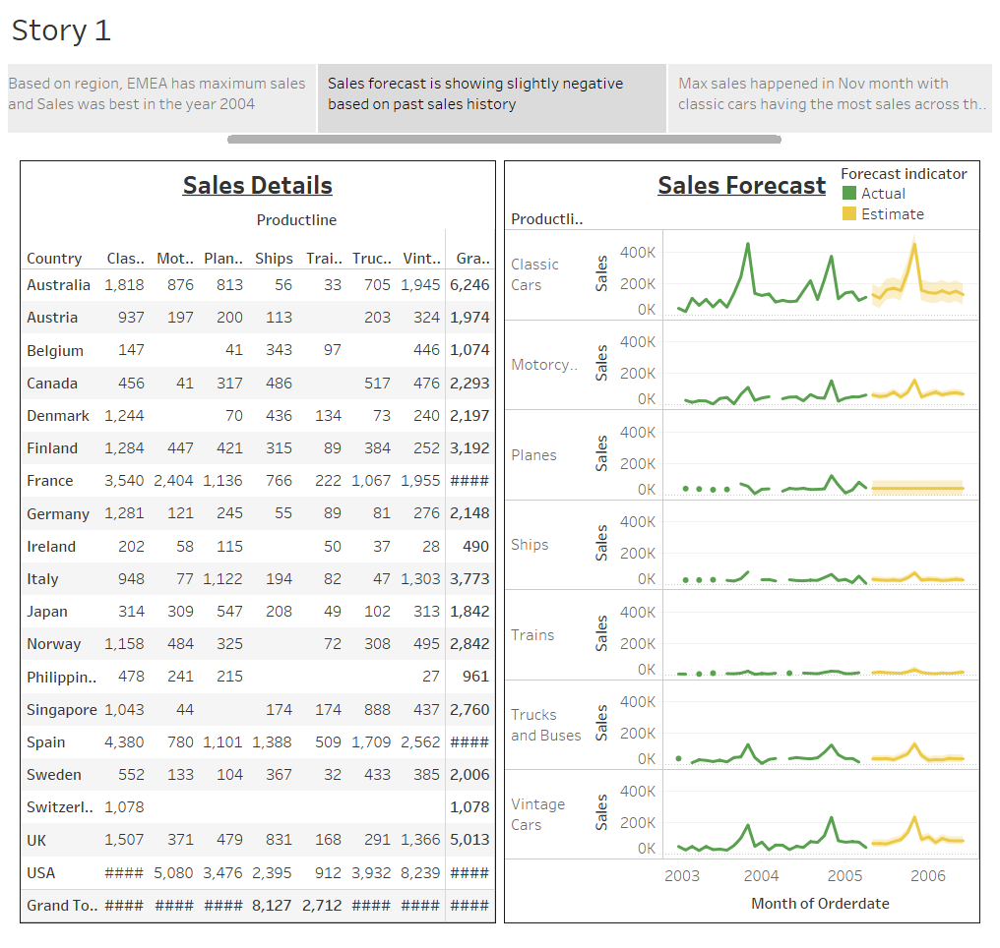 Story 1
Based on region, EMEA has maximum sales
and Sales was best in the year 2004
Sales forecast is showing slightly negative
based on past sales history
Max sales happened in Nov month with
classic cars having the most sales across th..
Sales Details
Productline
Country Clas.. Mot.. Plan.. Ships Trai.. Truc.. Vint.. Gra..
Australia 1,818 876 813 56 33 705 1,945 6,246
Austria 937 197 200 113 203 324 1,974
Belgium 147 41 343 97 446 1,074
Canada 456 41 317 486 517 476 2,293
Denmark 1,244 70 436 134 73 240 2,197
Finland 1,284 447 421 315 89 384 252 3,192
France 3,540 2,404 1,136 766 222 1,067 1,955 ####
Germany 1,281 121 245 55 89 81 276 2,148
Ireland 202 58 115 50 37 28 490
Italy 948 77 1,122 194 82 47 1,303 3,773
Japan 314 309 547 208 49 102 313 1,842
Norway 1,158 484 325 72 308 495 2,842
Philippin.. 478 241 215 27 961
Singapore 1,043 44 174 174 888 437 2,760
Spain 4,380 780 1,101 1,388 509 1,709 2,562 ####
Sweden 552 133 104 367 32 433 385 2,006
Switzerl.. 1,078 1,078
UK 1,507 371 479 831 168 291 1,366 5,013
USA #### 5,080 3,476 2,395 912 3,932 8,239 ####
Grand To.. #### #### #### 8,127 2,712 #### #### ####
Sales Forecast
Forecast indicator
Actual
Estimate
Productli..
Classic
Cars
Sales
400K
200K
0K
Motorcy..
Sales
400K
200K
0K
Planes
Sales
400K
200K
0K
Ships
Sales
400K
200K
0K
Trains
Sales
400K
200K
0K
Trucks
and Buses
Sales
400K
200K
0K
Vintage
Cars
Sales
400K
200K
0K
2003 2004 2005 2006
Month of Orderdate